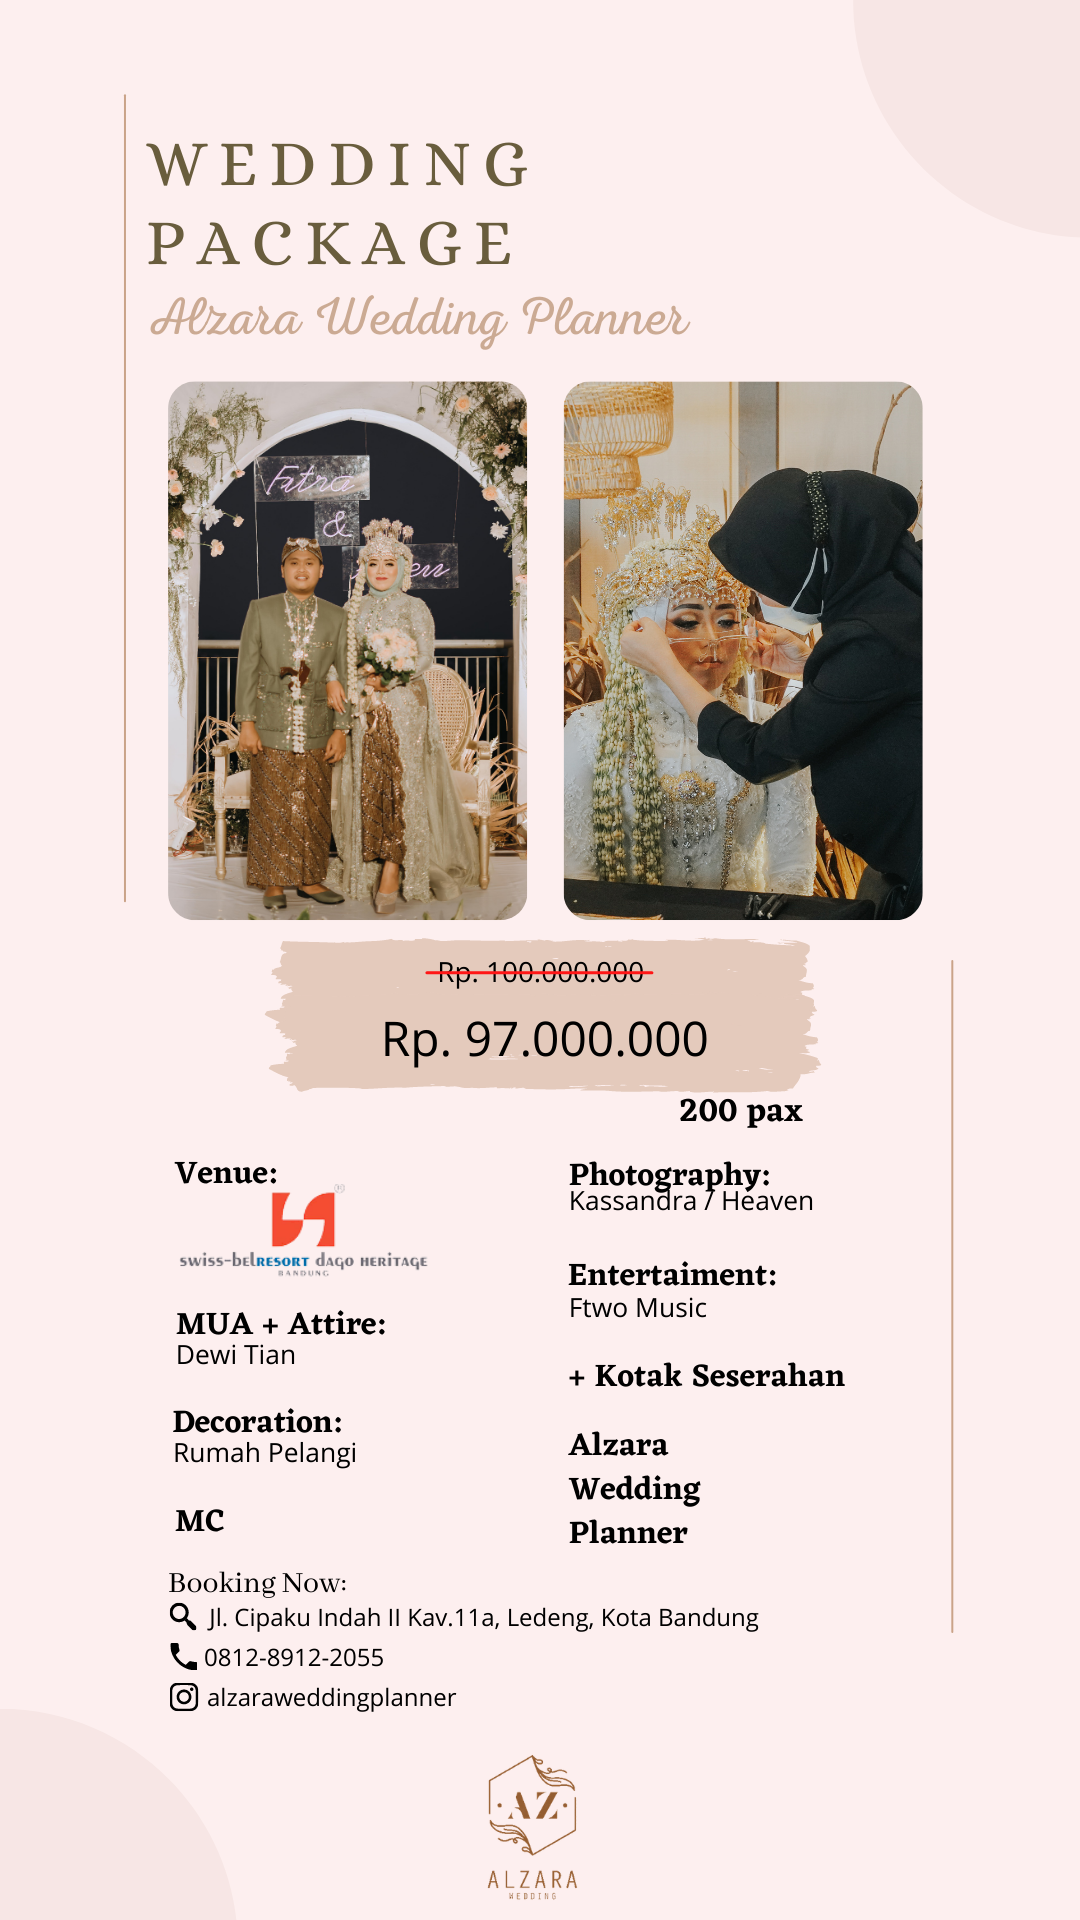 WEDDING
PACKAGE
Alzara Wedding Planner
Fitra
&
en
Rp. 100.000.000
Rp. 97.000.000
200 pax
Venue:
swiss-belRESORT dago HERITAGE
BANDUNG
MUA + Attire:
Dewi Tian
Decoration:
Rumah Pelangi
MC
Photography:
Kassandra / Heaven
Entertaiment:
Ftwo Music
+ Kotak Seserahan
Alzara
Wedding
Planner
Booking Now:
Jl. Cipaku Indah II Kav.11a, Ledeng, Kota Bandung
0812-8912-2055
alzaraweddingplanner
AZ
ALZARA
WEDDING